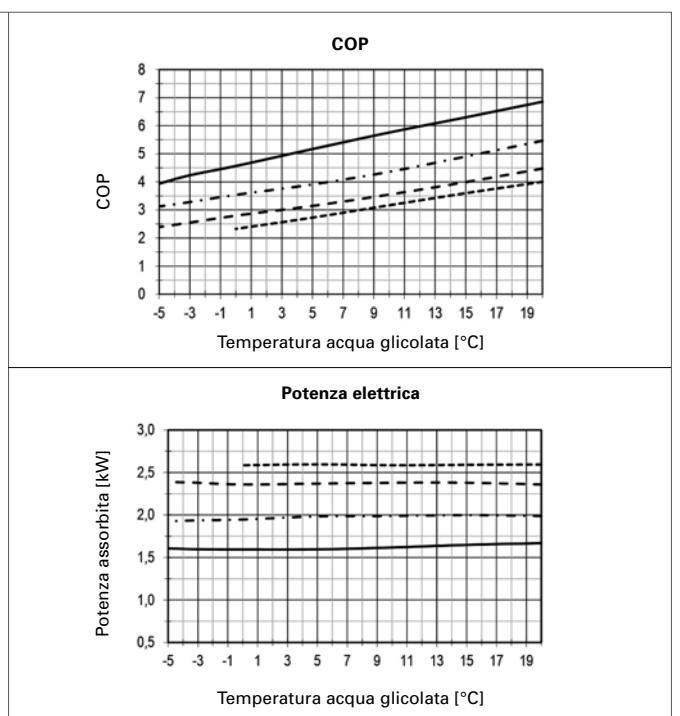 COP
8
7
6
5
4
3
2
1
0
COP
-5 -3 -1 1 3 5 7 9 11 13 15 17 19
Temperatura acqua glicolata [°C]
Potenza elettrica
3,0
2,5
2,0
1,5
1,0
0,5
Potenza assorbita [kW]
-5 -3 -1 1 3 5 7 9 11 13 15 17 19
Temperatura acqua glicolata [°C]